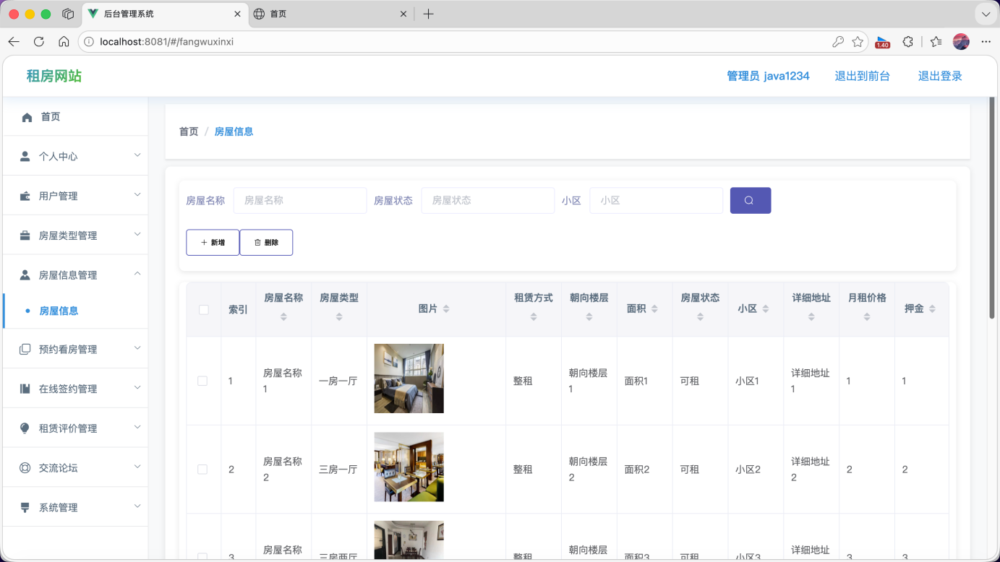 后台管理系统
首页
localhost:8081/#/fangwuxinxi
1.40
租房网站
管理员 java1234
退出到前台
退出登录
首页
个人中心
用户管理
房屋类型管理
房屋信息管理
房屋信息
预约看房管理
在线签约管理
租赁评价管理
交流论坛
系统管理
首页 / 房屋信息
房屋名称 房屋名称 房屋状态 房屋状态 小区 小区
新增 删除
索引 房屋名称 房屋类型 图片 租赁方式 朝向楼层 面积 房屋状态 小区 详细地址 月租价格 押金
1 房屋名称1 一房一厅 整租 朝向楼层1 面积1 可租 小区1 详细地址1 1 1
2 房屋名称2 三房一厅 整租 朝向楼层2 面积2 可租 小区2 详细地址2 2 2
3 房屋名称 三房两厅 整租 朝向楼层 面积3 可租 小区3 详细地址 3 3